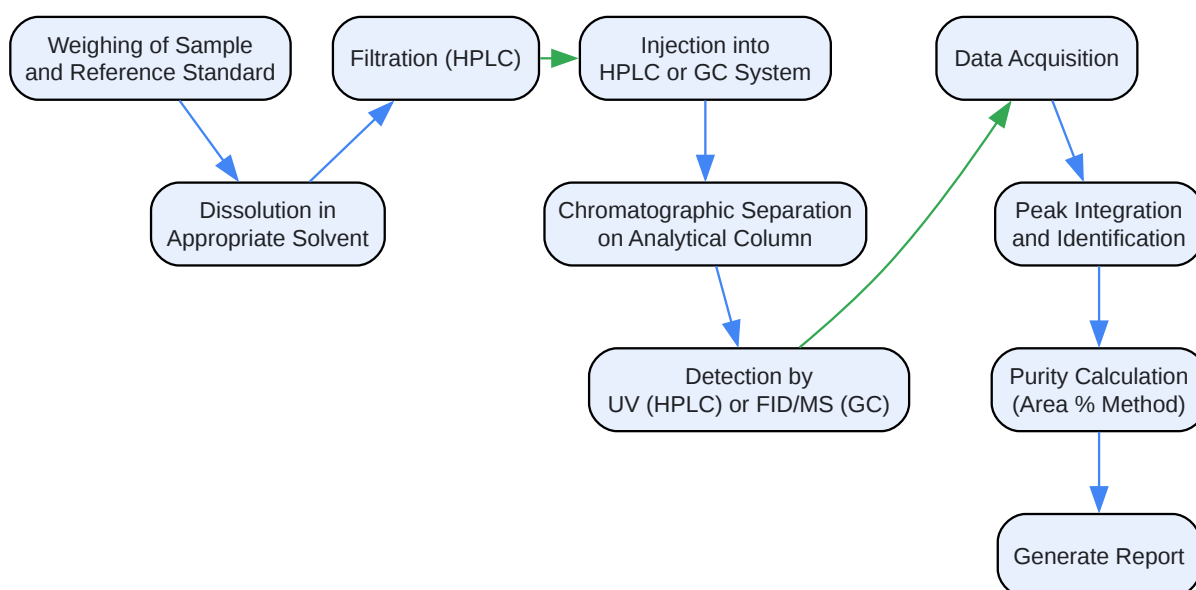 Weighing of Sample
and Reference Standard
Dissolution in
Appropriate Solvent
Filtration (HPLC)
Injection into
HPLC or GC System
Chromatographic Separation
on Analytical Column
Detection by
UV (HPLC) or FID/MS (GC)
Data Acquisition
Peak Integration
and Identification
Purity Calculation
(Area % Method)
Generate Report